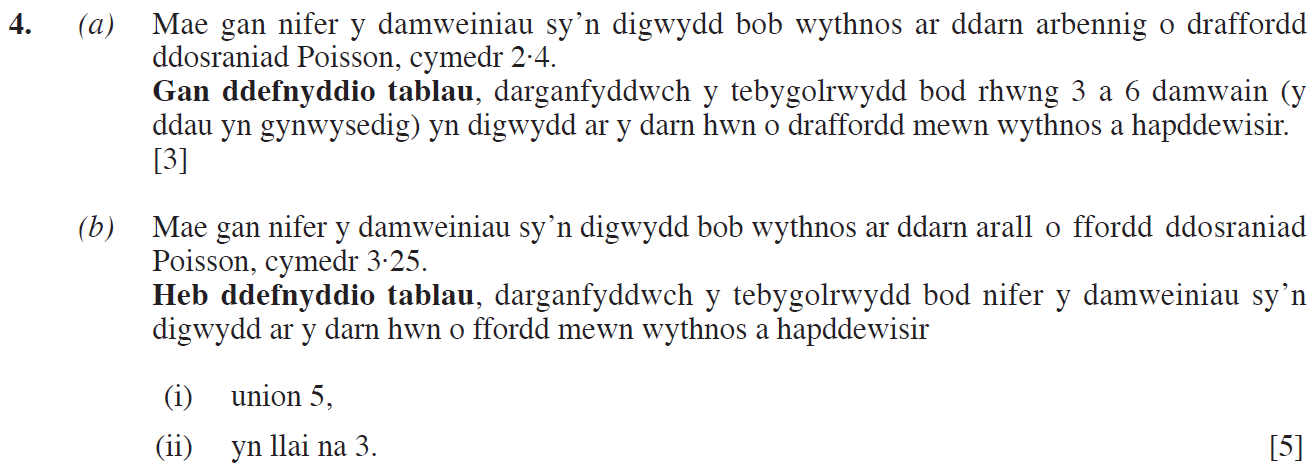 4. (a) Mae gan nifer y damweiniau sy’n digwydd bob wythnos ar ddarn arbennig o draffordd
ddosraniad Poisson, cymedr 2·4.
Gan ddefnyddio tablau, darganfyddwch y tebygolrwydd bod rhwng 3 a 6 damwain (y
ddau yn gynwysedig) yn digwydd ar y darn hwn o draffordd mewn wythnos a hapddewisir.
[3]
(b) Mae gan nifer y damweiniau sy’n digwydd bob wythnos ar ddarn arall o ffordd ddosraniad
Poisson, cymedr 3·25.
Heb ddefnyddio tablau, darganfyddwch y tebygolrwydd bod nifer y damweiniau sy’n
digwydd ar y darn hwn o ffordd mewn wythnos a hapddewisir
(i) union 5,
(ii) yn llai na 3. [5]